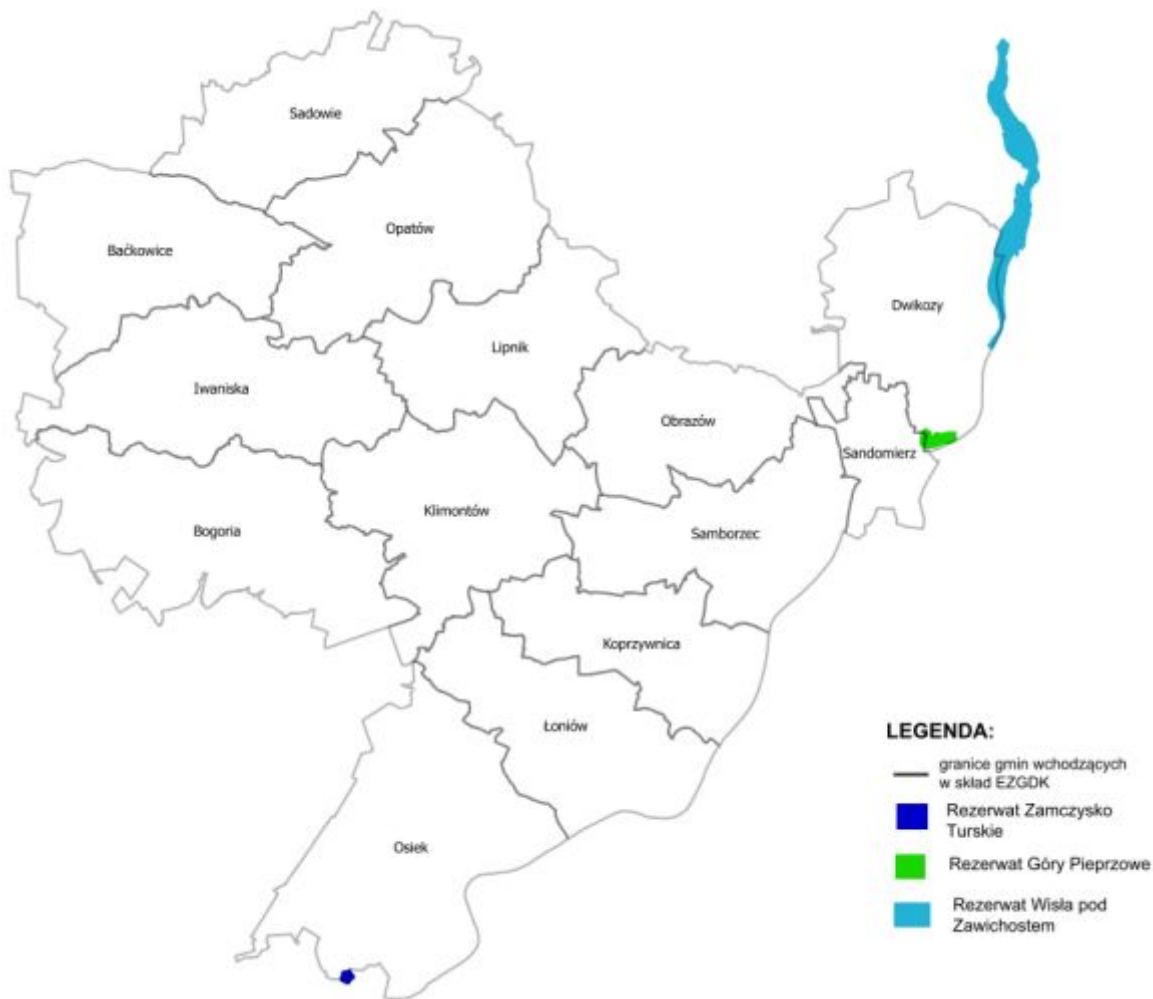 Sadowie
Opatów
Baćkowice
Dwikozy
Lipnik
Iwaniska
Obrazów
Sandomierz
Klimontów
Bogoria
Samborzec
Koprzywnica
Łoniów
Osiek
LEGENDA:
granice gmin wchodzących
w skład EZGDK
Rezerwat Zamczysko
Turskie
Rezerwat Góry Pieprzowe
Rezerwat Wisła pod
Zawichostem